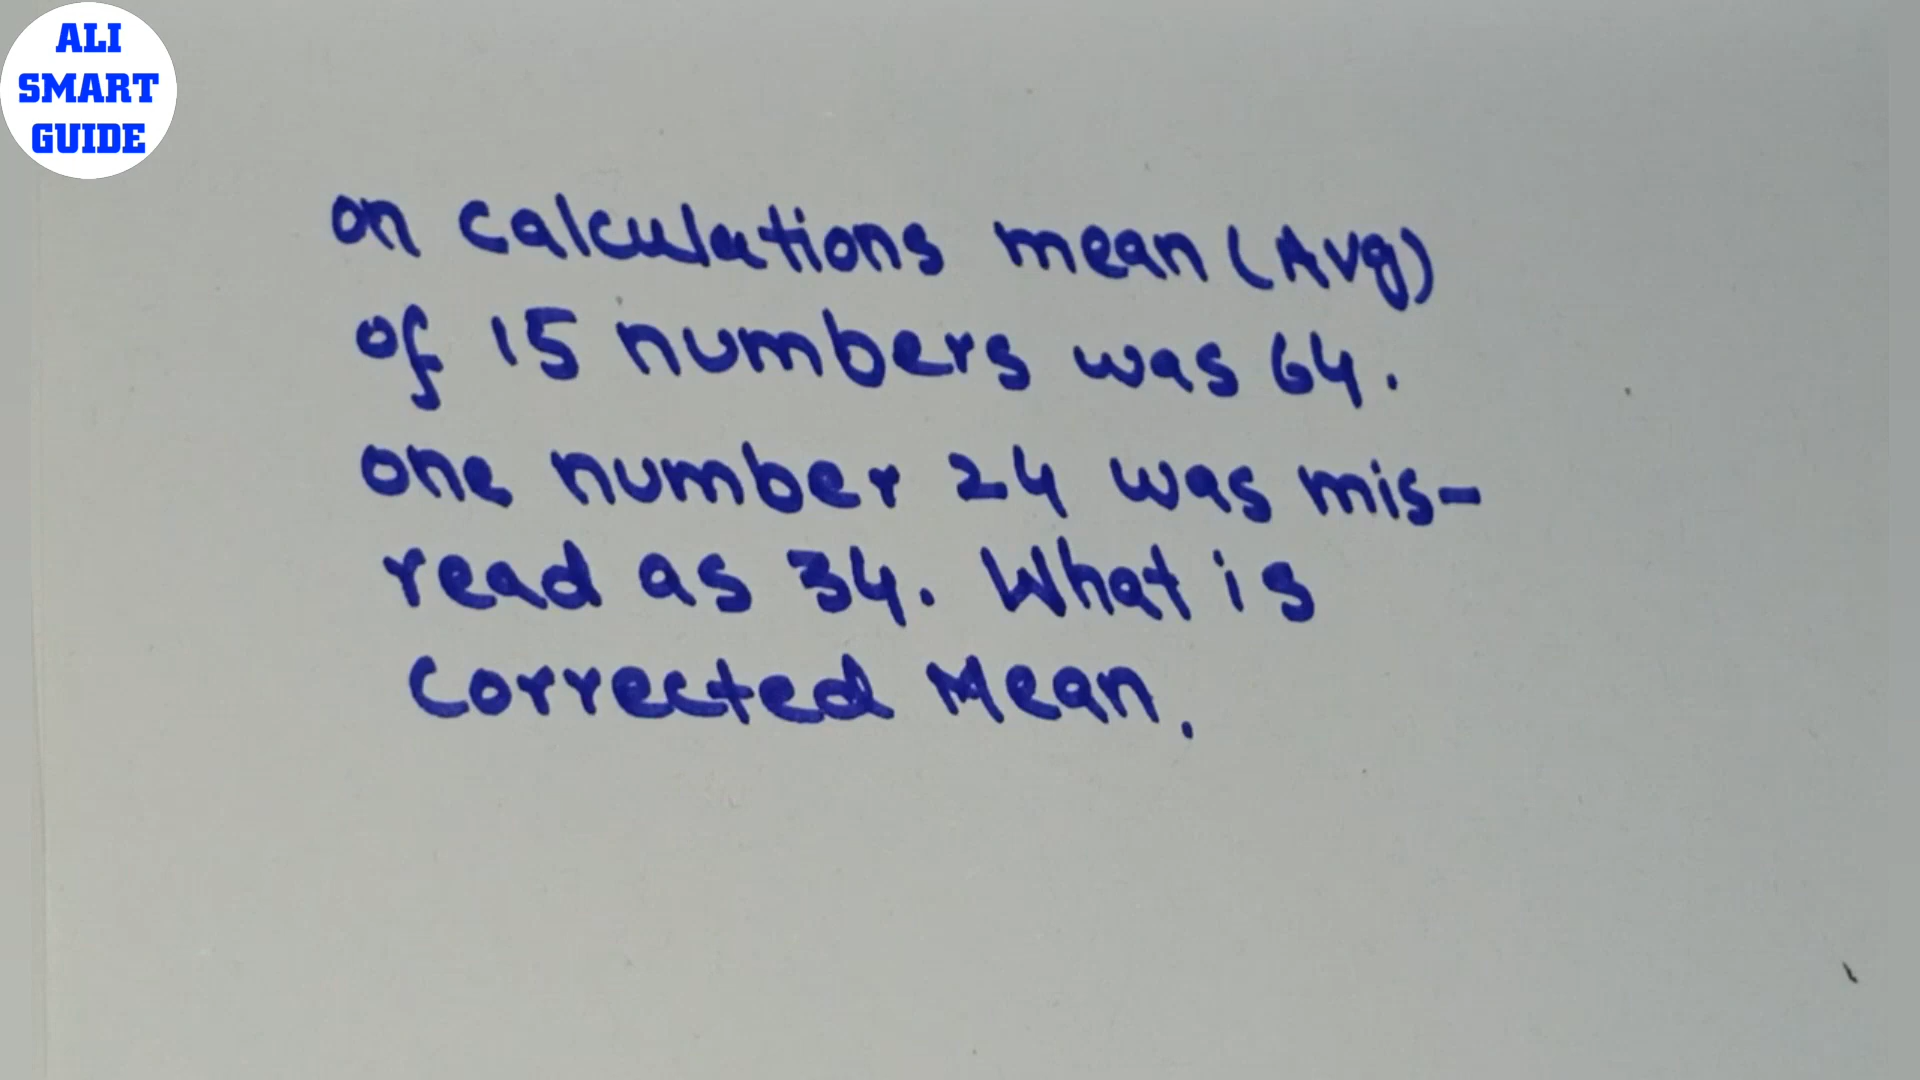 ALI
SMART
GUIDE
on calculations mean (Avg)
of 15 numbers was 64.
one number 24 was mis-
read as 34. What is
corrected Mean.